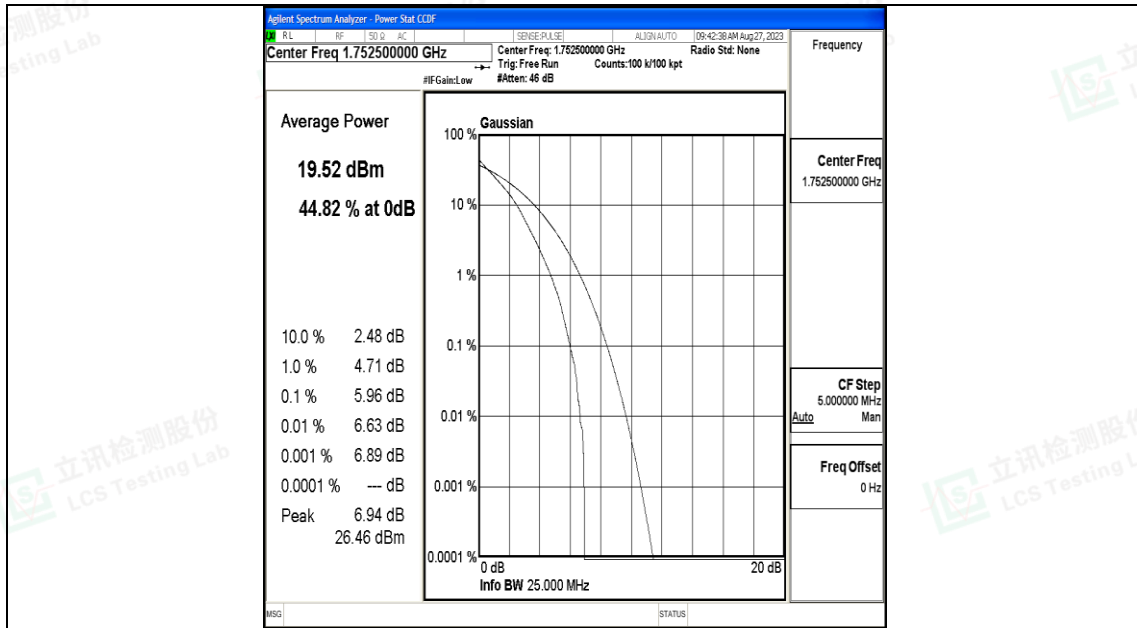 Agilent Spectrum Analyzer - Power Stat CCDF
RL RF 50 Ω AC SENSE:PULSE ALIGN AUTO 09:42:38 AM Aug 27, 2023
Center Freq 1.752500000 GHz
Center Freq: 1.752500000 GHz Radio Std: None
Trig: Free Run Counts:100 k/100 kpt
#IFGain:Low #Atten: 46 dB
Frequency
Average Power
19.52 dBm
44.82 % at 0dB
10.0 % 2.48 dB
1.0 % 4.71 dB
0.1 % 5.96 dB
0.01 % 6.63 dB
0.001 % 6.89 dB
0.0001 % --- dB
Peak 6.94 dB
26.46 dBm
Gaussian
100 %
10 %
1 %
0.1 %
0.01 %
0.001 %
0.0001 %
0 dB 20 dB
Info BW 25.000 MHz
Center Freq
1.752500000 GHz
CF Step
5.000000 MHz
Auto Man
Freq Offset
0 Hz
MSG STATUS
立讯检测股份
LCS Testing Lab
立讯检测股份
LCS Testing L